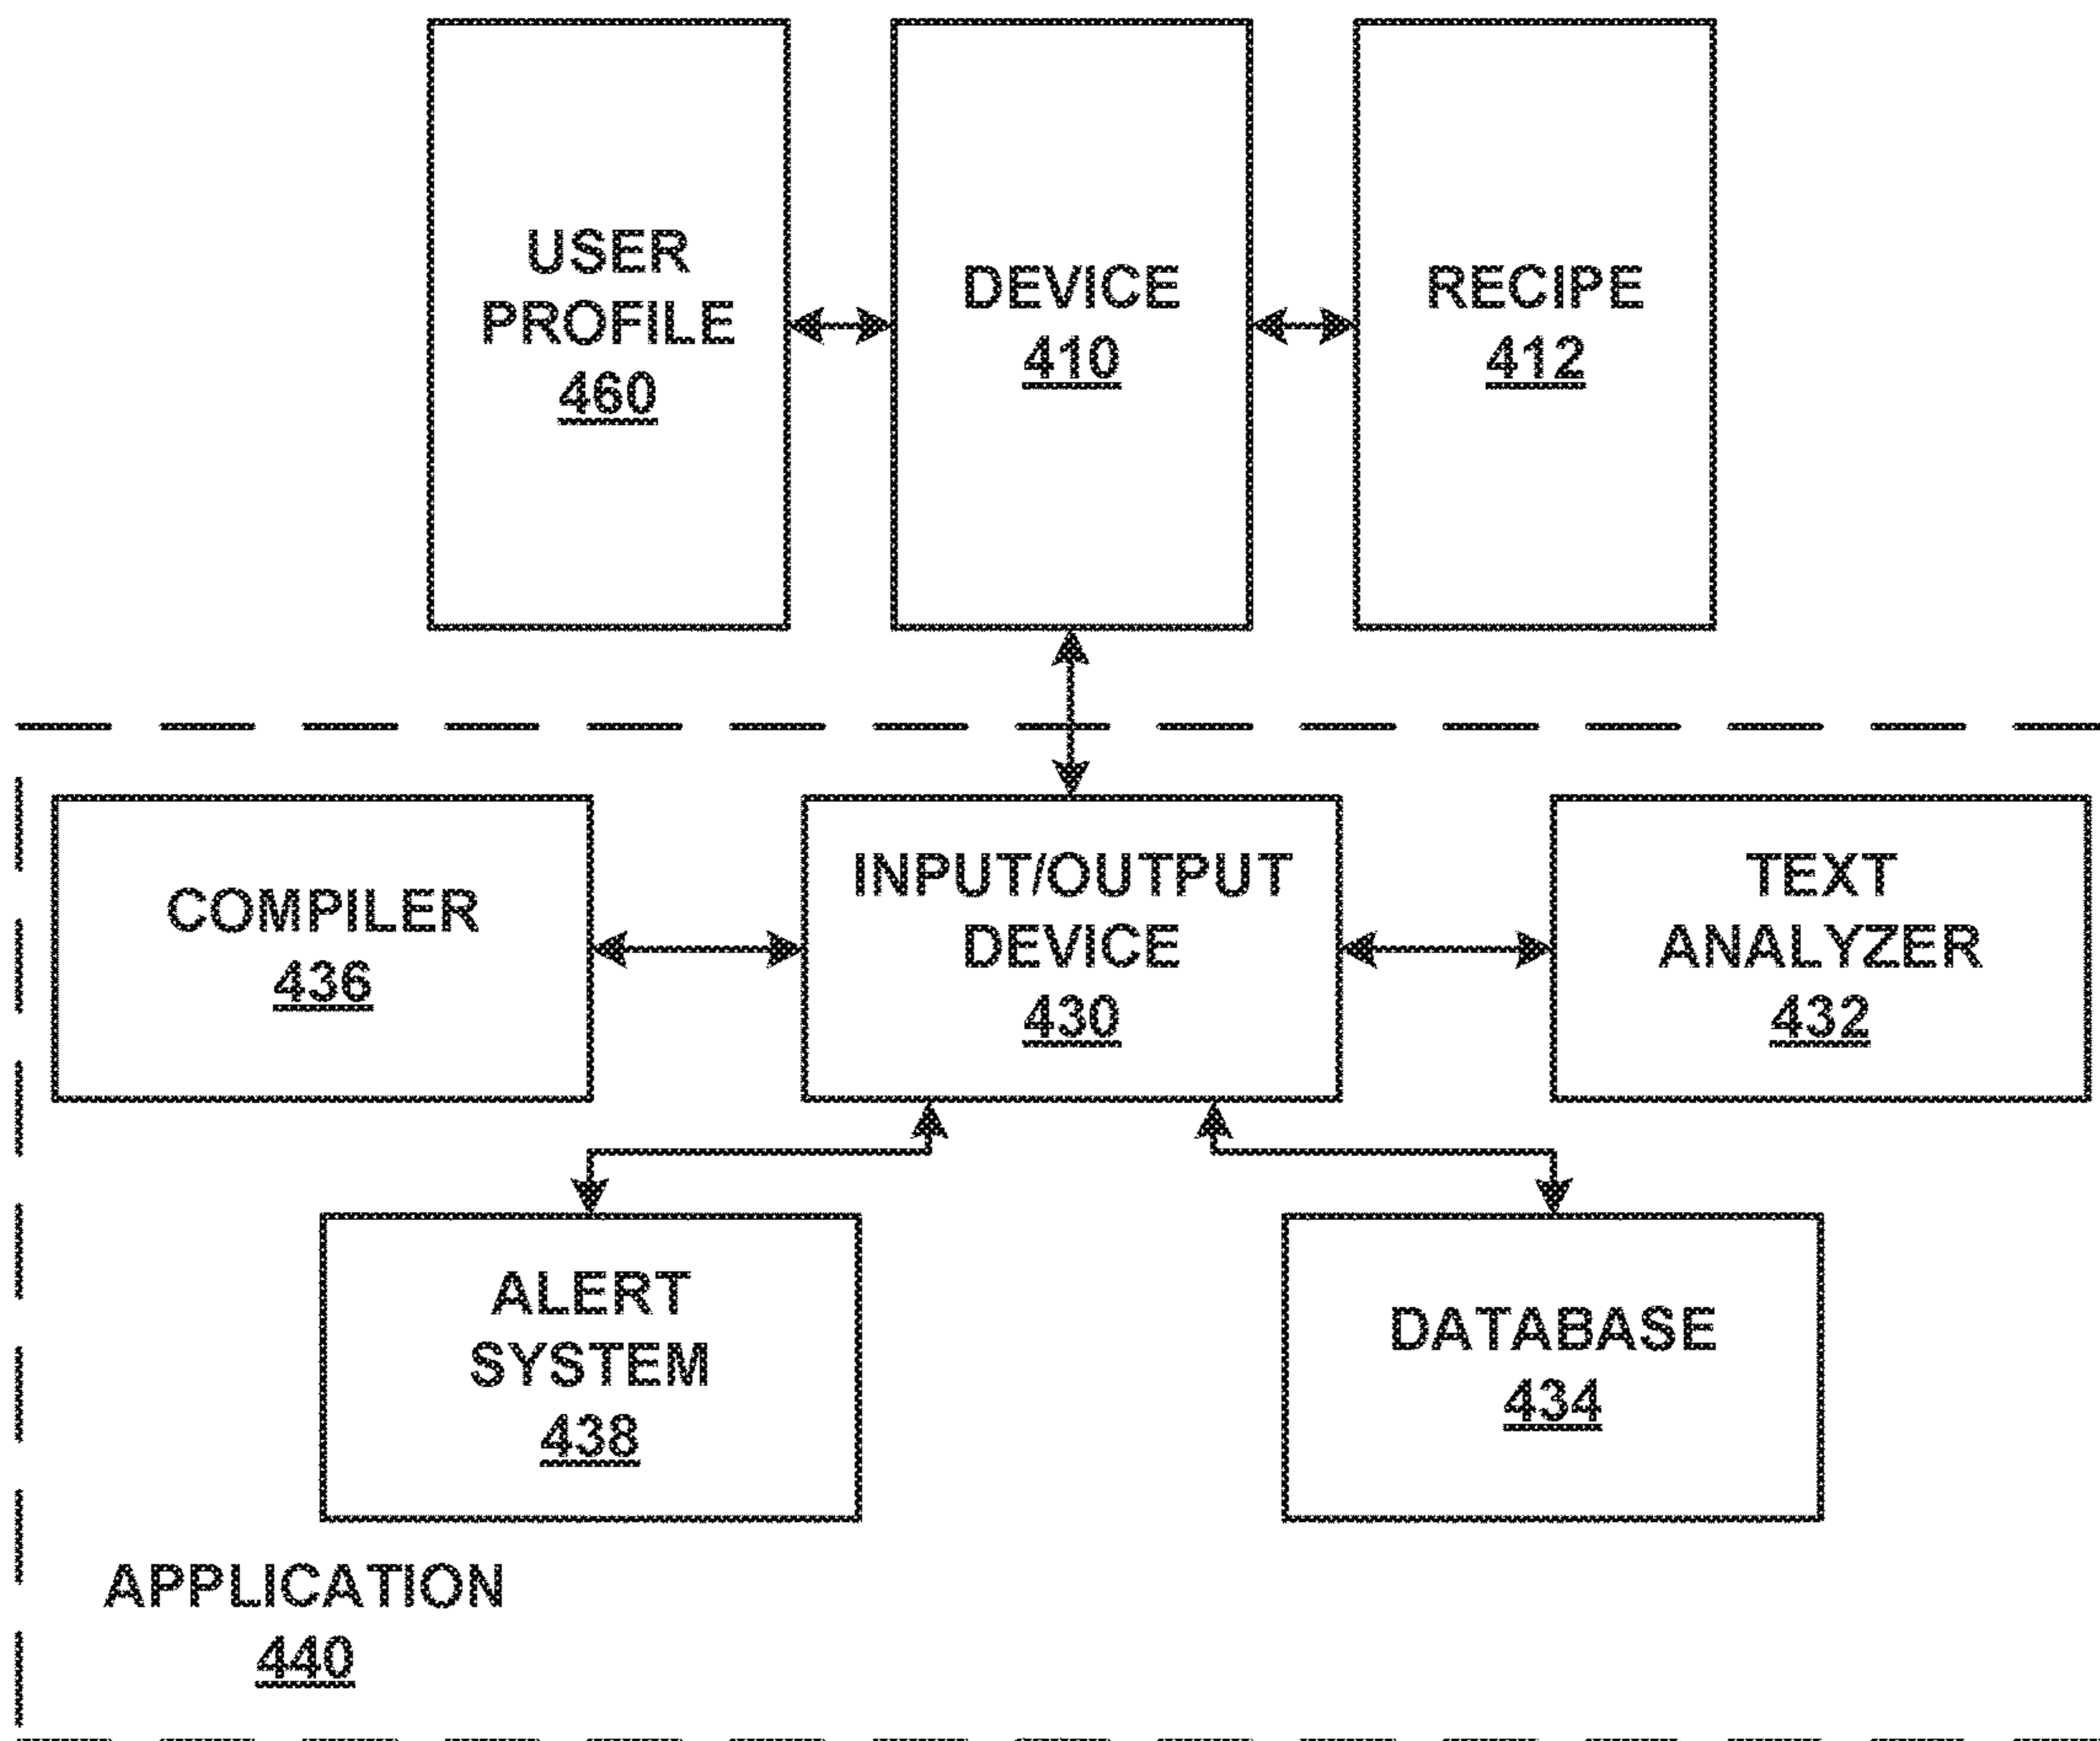 USER
PROFILE
460
DEVICE
410
RECIPE
412
COMPILER
436
INPUT/OUTPUT
DEVICE
430
TEXT
ANALYZER
432
ALERT
SYSTEM
438
DATABASE
434
APPLICATION
440